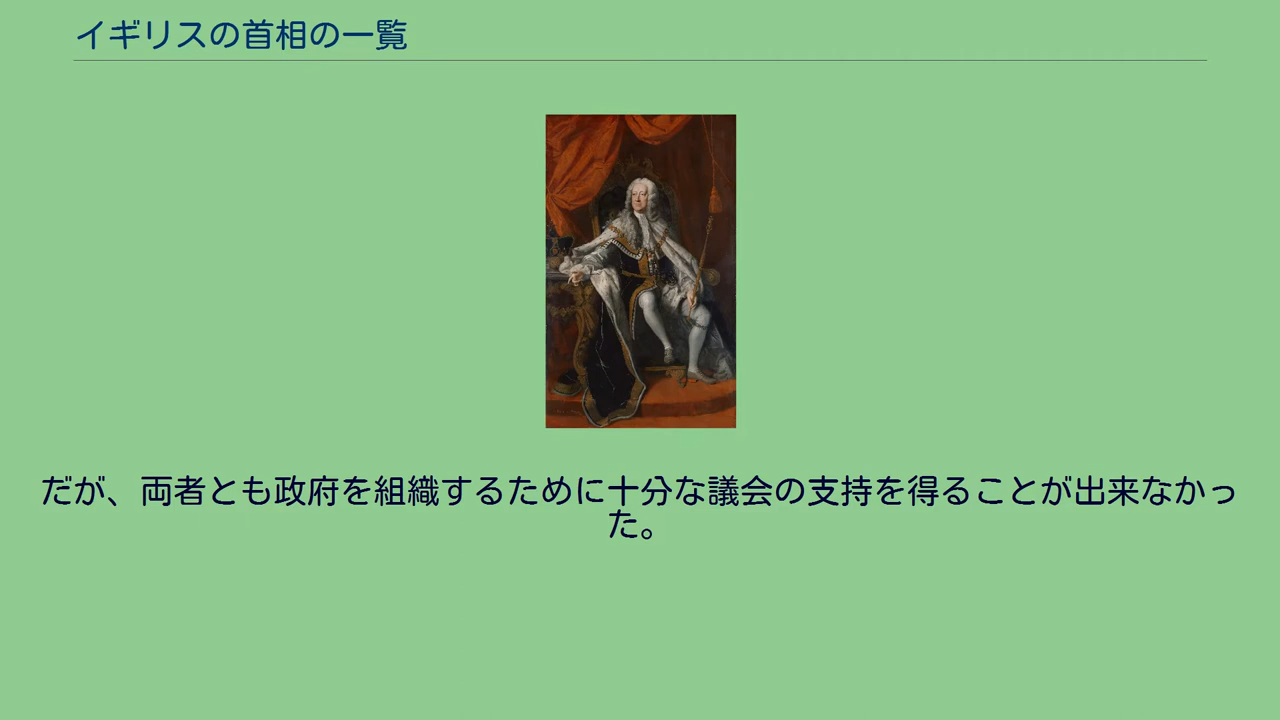 イギリスの首相の一覧
だが、両者とも政府を組織するために十分な議会の支持を得ることが出来なかっ
た。